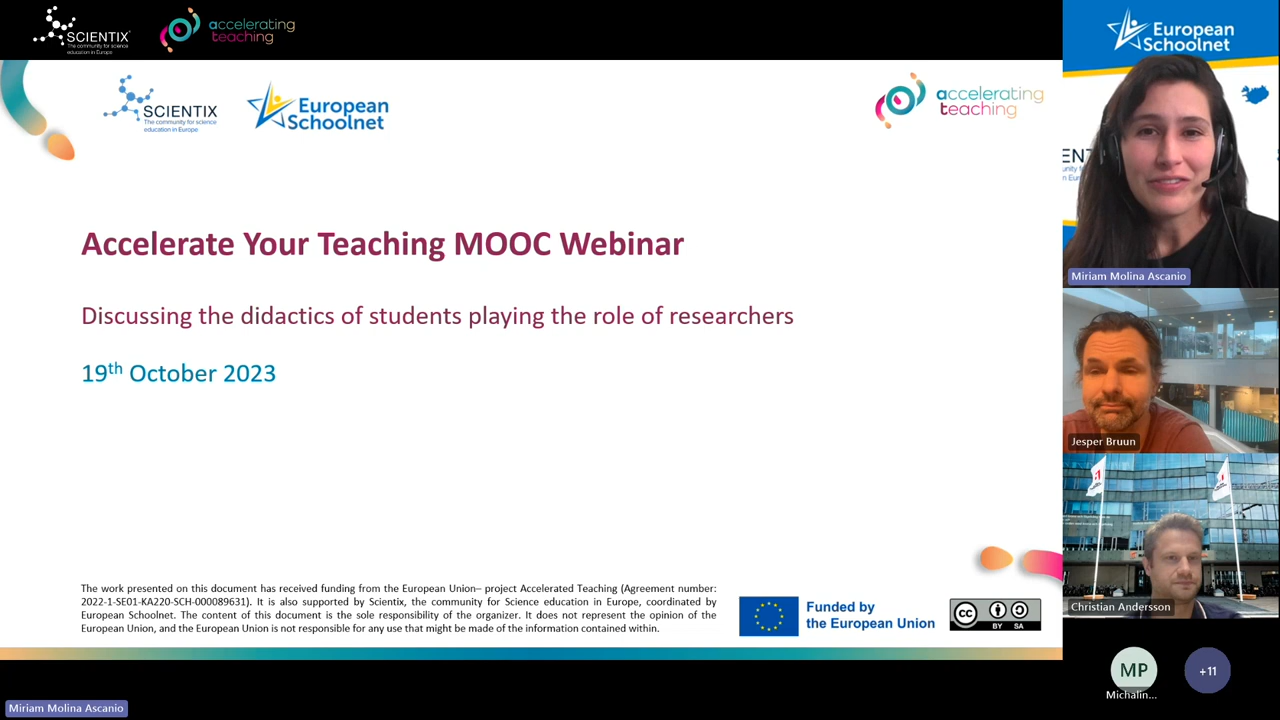 SCIENTIX
The community for science
education in Europe
accelerating
teaching
SCIENTIX
The community for science
education in Europe
European
Schoolnet
accelerating
teaching
Accelerate Your Teaching MOOC Webinar
Discussing the didactics of students playing the role of researchers
19th October 2023
The work presented on this document has received funding from the European Union– project Accelerated Teaching (Agreement number:
2022-1-SE01-KA220-SCH-000089631). It is also supported by Scientix, the community for Science education in Europe, coordinated by
European Schoolnet. The content of this document is the sole responsibility of the organizer. It does not represent the opinion of the
European Union, and the European Union is not responsible for any use that might be made of the information contained within.
Funded by
the European Union
cc
BY SA
Miriam Molina Ascanio
European
Schoolnet
Miriam Molina Ascanio
Jesper Bruun
Christian Andersson
MP
Michalin...
+11